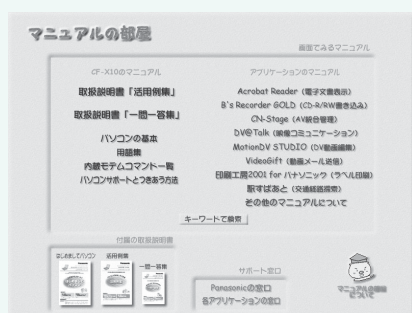 マニュアルの部屋
画面でみるマニュアル
CF-X10のマニュアル
取扱説明書「活用例集」
取扱説明書「一問一答集」
パソコンの基本
用語集
内蔵モデムコマンド一覧
パソコンサポートとつきあう方法
アプリケーションのマニュアル
Acrobat Reader (電子文書表示)
B's Recorder GOLD (CD-R/RW書き込み)
CN-Stage (AV統合管理)
DV@Talk (映像コミュニケーション)
MotionDV STUDIO (DV動画編集)
VideoGift (動画メール送信)
印刷工房2001 for パナソニック (ラベル印刷)
駅すぱあと (交通経路探索)
その他のマニュアルについて
キーワードで検索
付属の取扱説明書
はじめましてパソコン
活用例集
一問一答集
サポート窓口
Panasonicの窓口
各アプリケーションの窓口
マニュアルの部屋
について